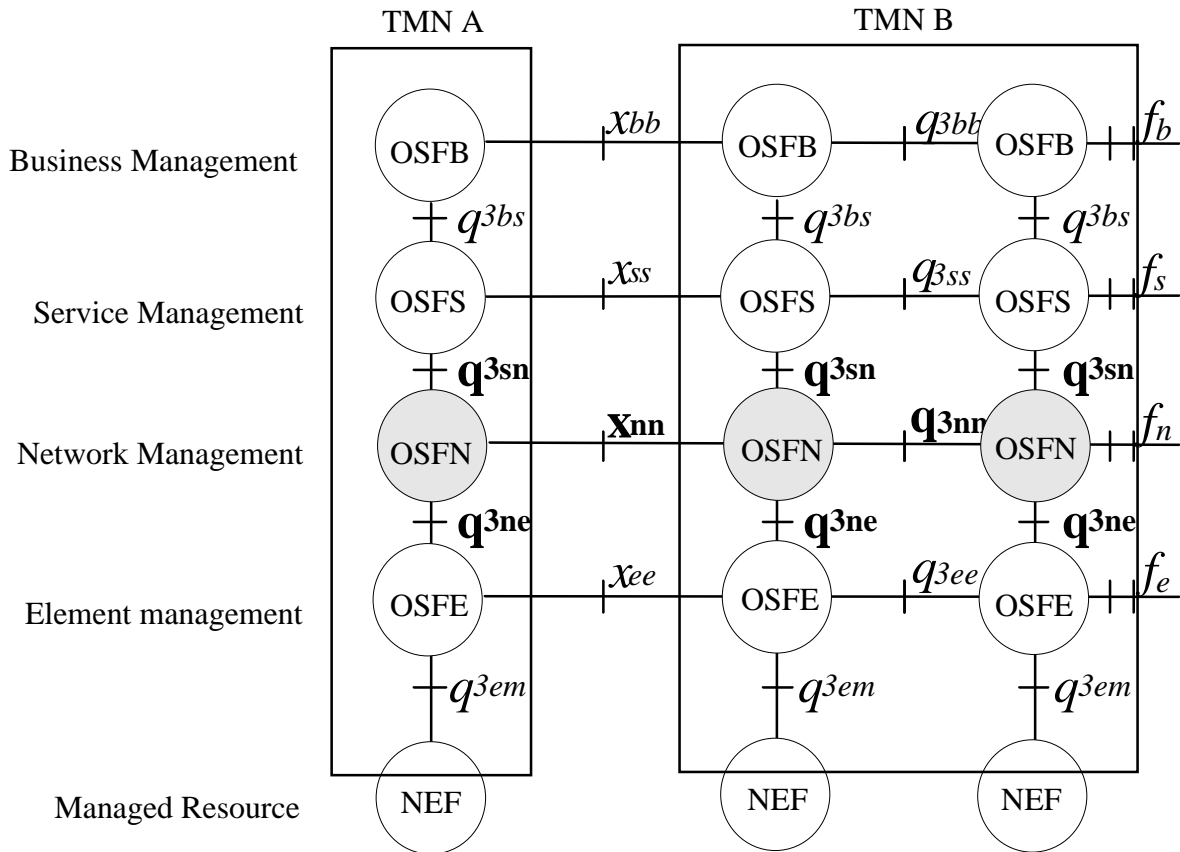 TMN A
TMN B
xbb
q3bb
fb
OSFB
OSFB
OSFB
Business Management
q3bs
q3bs
q3bs
xss
q3ss
fs
OSFS
OSFS
OSFS
Service Management
q3sn
q3sn
q3sn
xnn
q3nn
fn
OSFN
OSFN
OSFN
Network Management
q3ne
q3ne
q3ne
xee
q3ee
fe
OSFE
OSFE
OSFE
Element management
q3em
q3em
q3em
NEF
NEF
NEF
Managed Resource